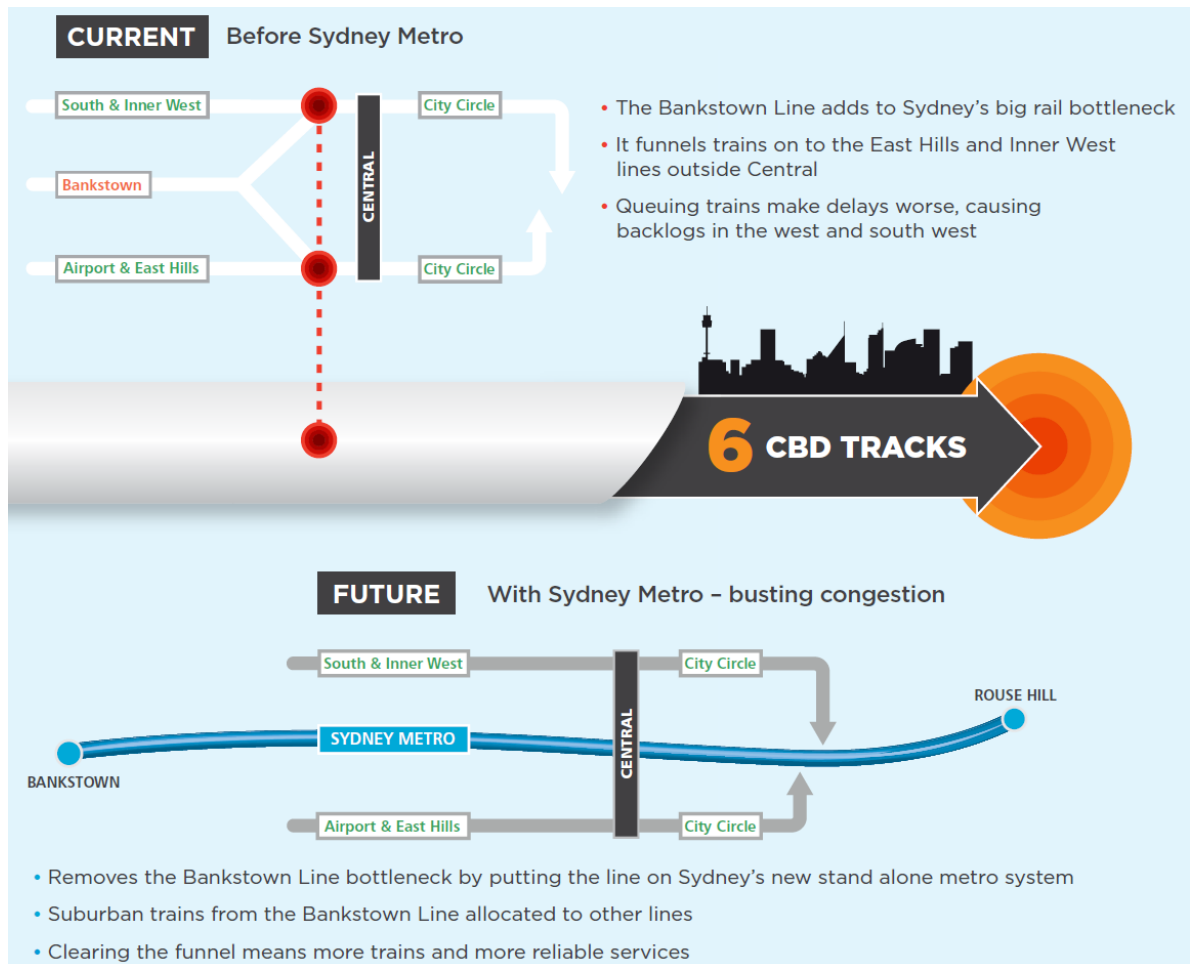 CURRENT Before Sydney Metro
South & Inner West
City Circle
Bankstown
CENTRAL
Airport & East Hills
City Circle
• The Bankstown Line adds to Sydney's big rail bottleneck
• It funnels trains on to the East Hills and Inner West
lines outside Central
• Queuing trains make delays worse, causing
backlogs in the west and south west
6 CBD TRACKS
FUTURE With Sydney Metro – busting congestion
South & Inner West
City Circle
ROUSE HILL
SYDNEY METRO
CENTRAL
BANKSTOWN
Airport & East Hills
City Circle
• Removes the Bankstown Line bottleneck by putting the line on Sydney's new stand alone metro system
• Suburban trains from the Bankstown Line allocated to other lines
• Clearing the funnel means more trains and more reliable services